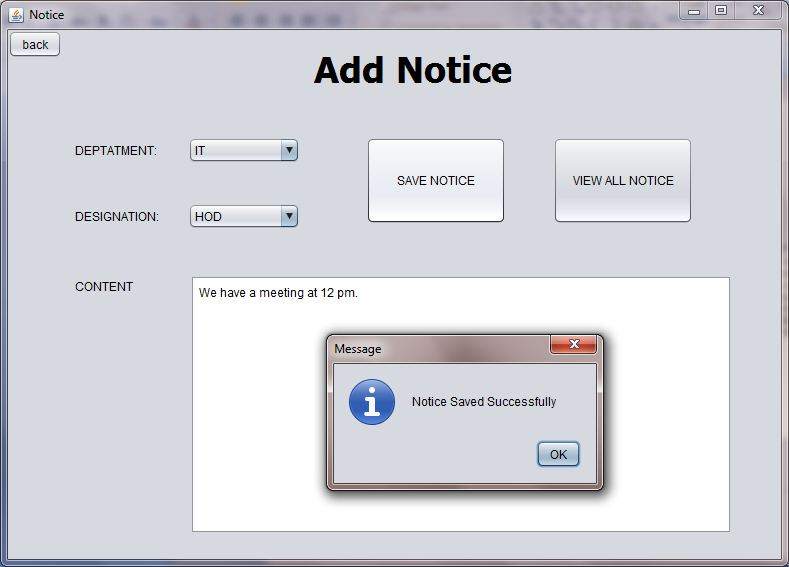 Notice
back
Add Notice
DEPTATMENT: IT
SAVE NOTICE
VIEW ALL NOTICE
DESIGNATION: HOD
CONTENT
We have a meeting at 12 pm.
Message
Notice Saved Successfully
OK